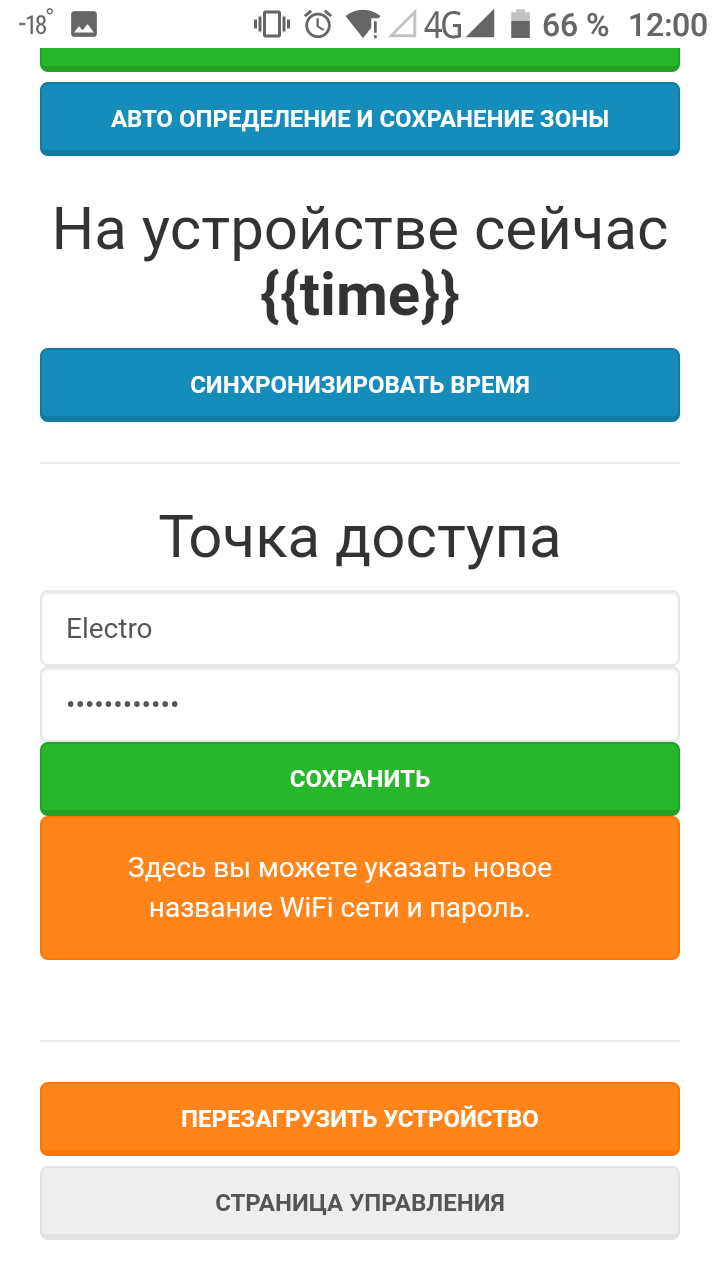 -18°
4G
66 %
12:00
АВТО ОПРЕДЕЛЕНИЕ И СОХРАНЕНИЕ ЗОНЫ
На устройстве сейчас
{{time}}
СИНХРОНИЗИРОВАТЬ ВРЕМЯ
Точка доступа
Electro
••••••••••••
СОХРАНИТЬ
Здесь вы можете указать новое
название WiFi сети и пароль.
ПЕРЕЗАГРУЗИТЬ УСТРОЙСТВО
СТРАНИЦА УПРАВЛЕНИЯ